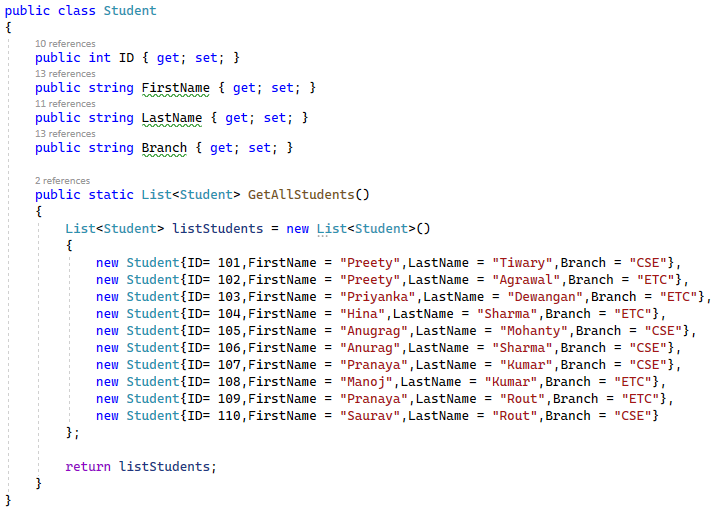 public class Student
{
10 references
public int ID { get; set; }
13 references
public string FirstName { get; set; }
11 references
public string LastName { get; set; }
13 references
public string Branch { get; set; }
2 references
public static List<Student> GetAllStudents()
{
List<Student> listStudents = new List<Student>()
{
new Student{ID= 101,FirstName = "Preety",LastName = "Tiwary",Branch = "CSE"},
new Student{ID= 102,FirstName = "Preety",LastName = "Agrawal",Branch = "ETC"},
new Student{ID= 103,FirstName = "Priyanka",LastName = "Dewangan",Branch = "ETC"},
new Student{ID= 104,FirstName = "Hina",LastName = "Sharma",Branch = "ETC"},
new Student{ID= 105,FirstName = "Anugrag",LastName = "Mohanty",Branch = "CSE"},
new Student{ID= 106,FirstName = "Anurag",LastName = "Sharma",Branch = "CSE"},
new Student{ID= 107,FirstName = "Pranaya",LastName = "Kumar",Branch = "CSE"},
new Student{ID= 108,FirstName = "Manoj",LastName = "Kumar",Branch = "ETC"},
new Student{ID= 109,FirstName = "Pranaya",LastName = "Rout",Branch = "ETC"},
new Student{ID= 110,FirstName = "Saurav",LastName = "Rout",Branch = "CSE"}
};
return listStudents;
}
}